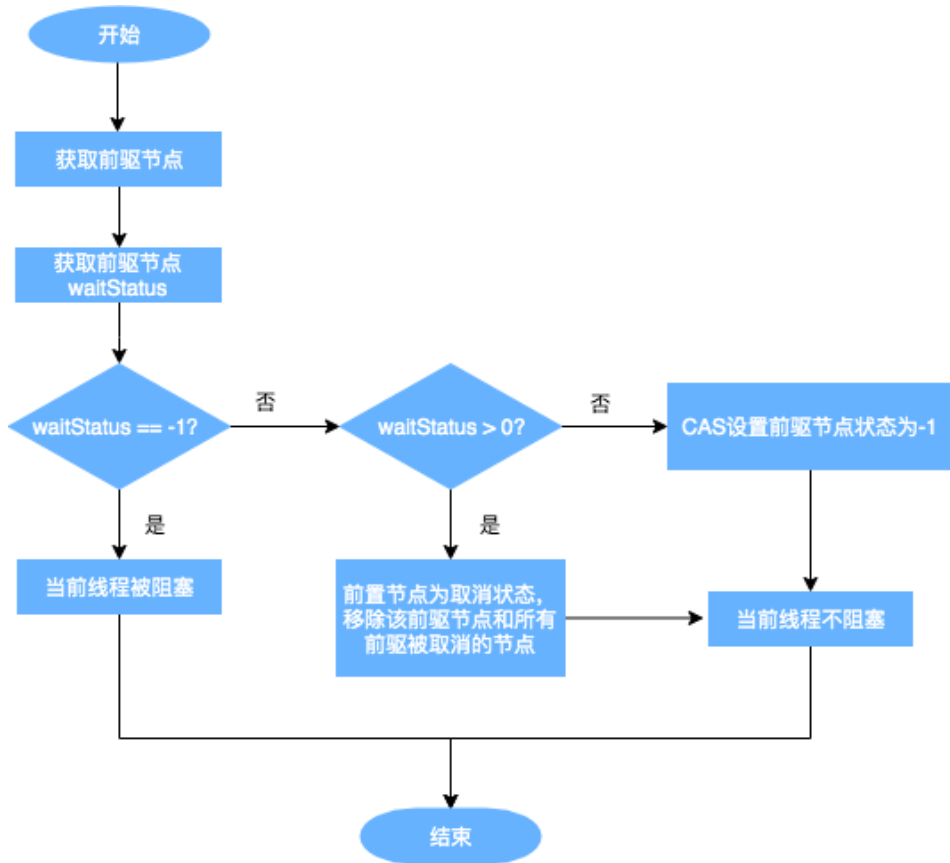 开始
获取前驱节点
获取前驱节点
waitStatus
waitStatus == -1?
否
waitStatus > 0?
否
CAS设置前驱节点状态为-1
是
是
当前线程被阻塞
前置节点为取消状态，
移除该前驱节点和所有
前驱被取消的节点
当前线程不阻塞
结束